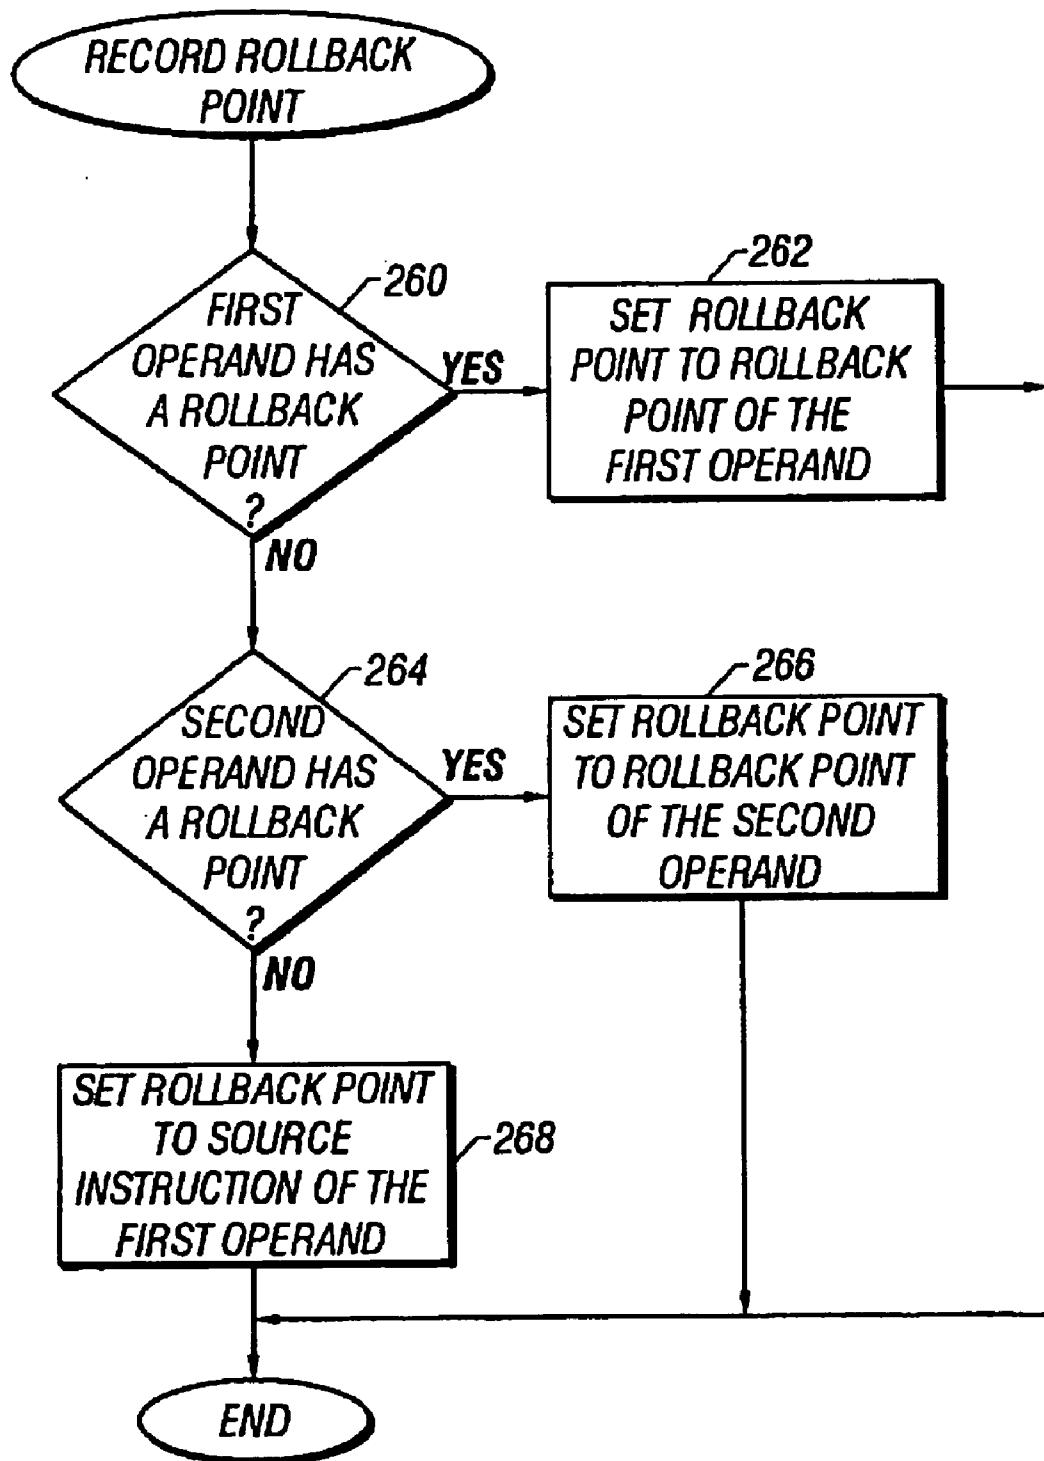 RECORD ROLLBACK
POINT
260
FIRST
OPERAND HAS
A ROLLBACK
POINT
?
YES
NO
262
SET ROLLBACK
POINT TO ROLLBACK
POINT OF THE
FIRST OPERAND
264
SECOND
OPERAND HAS
A ROLLBACK
POINT
?
YES
NO
266
SET ROLLBACK POINT
TO ROLLBACK POINT
OF THE SECOND
OPERAND
SET ROLLBACK POINT
TO SOURCE
INSTRUCTION OF THE
FIRST OPERAND
268
END